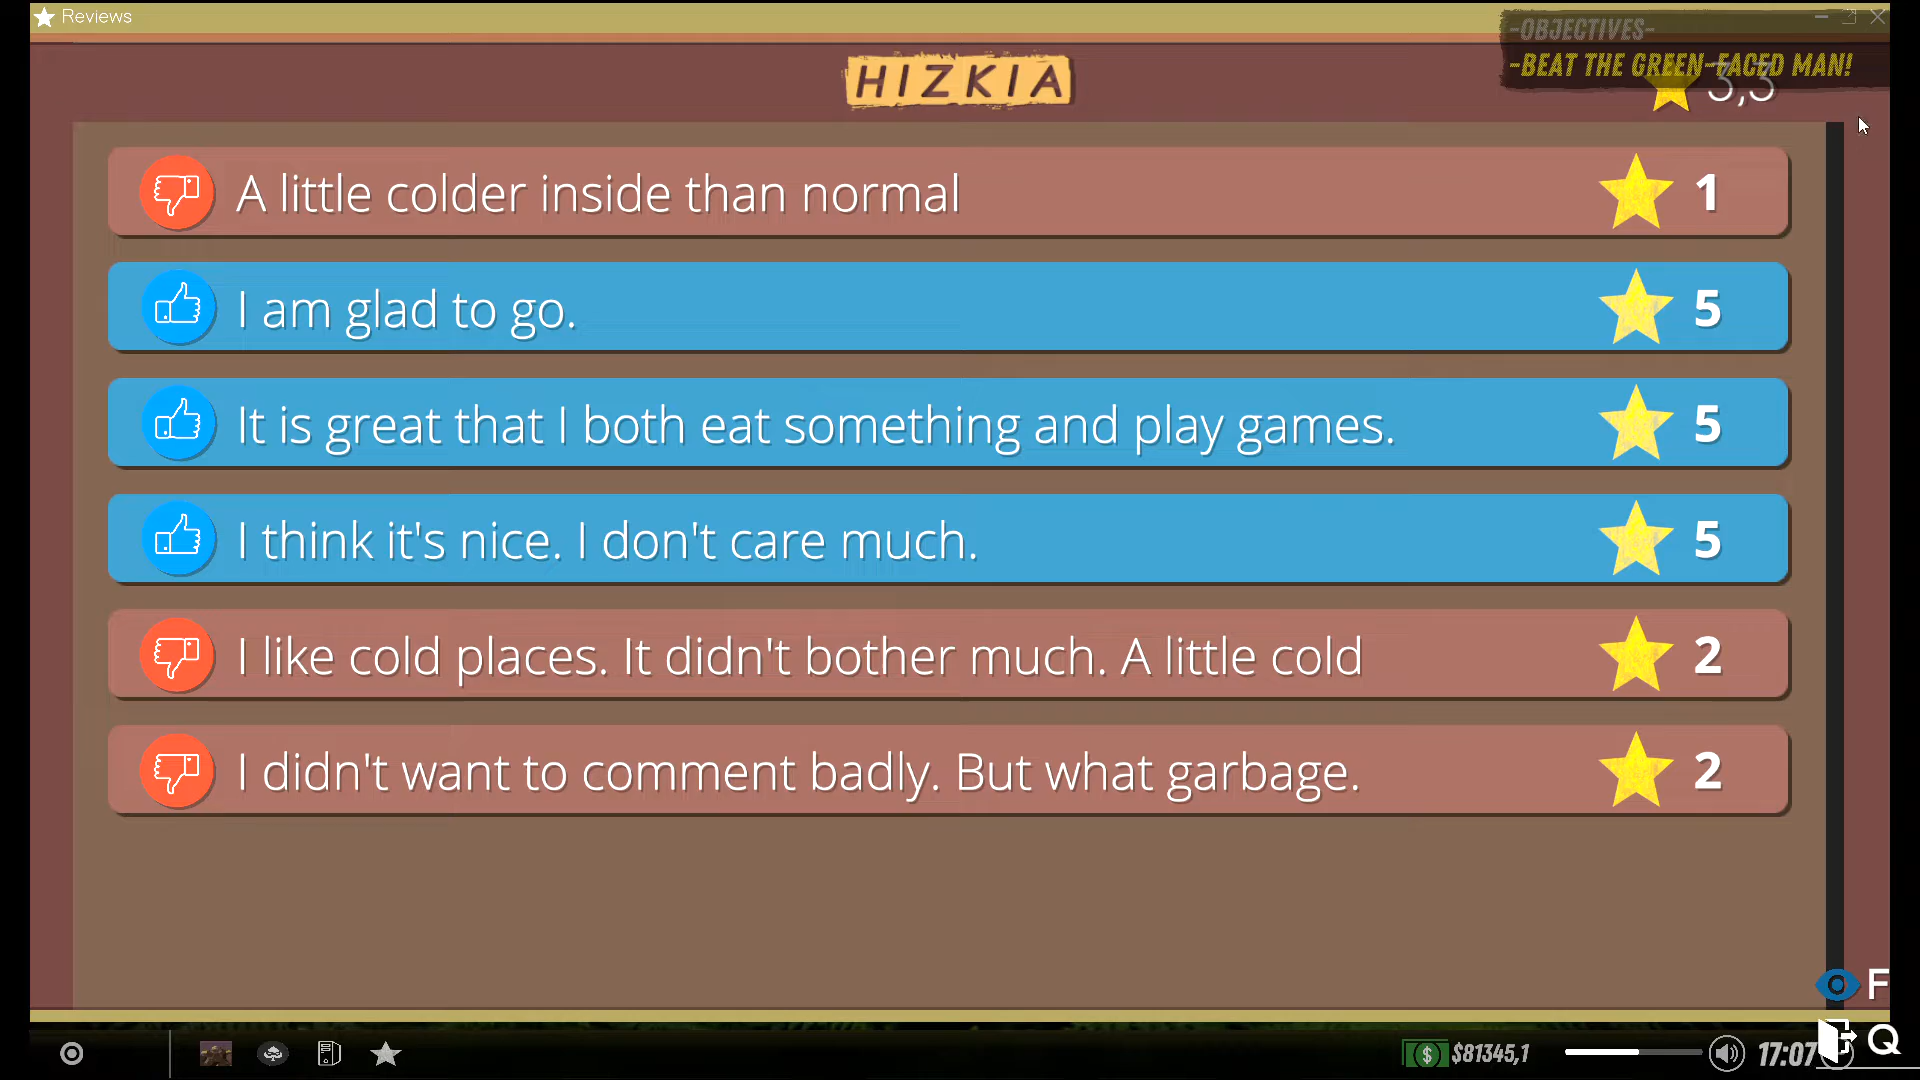 Reviews
-OBJECTIVES-
-BEAT THE GREEN-FACED MAN!
HIZKIA
3,3
A little colder inside than normal 1
I am glad to go. 5
It is great that I both eat something and play games. 5
I think it's nice. I don't care much. 5
I like cold places. It didn't bother much. A little cold 2
I didn't want to comment badly. But what garbage. 2
F
$81345,1
17:07
Q